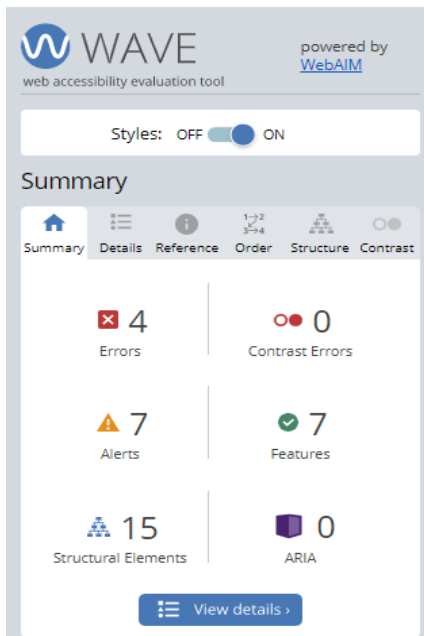 WAVE
powered by
WebAIM
web accessibility evaluation tool
Styles: OFF ON
Summary
1→2
3→4
Summary Details Reference Order Structure Contrast
4 0
Errors Contrast Errors
7 7
Alerts Features
15 0
Structural Elements ARIA
View details ›